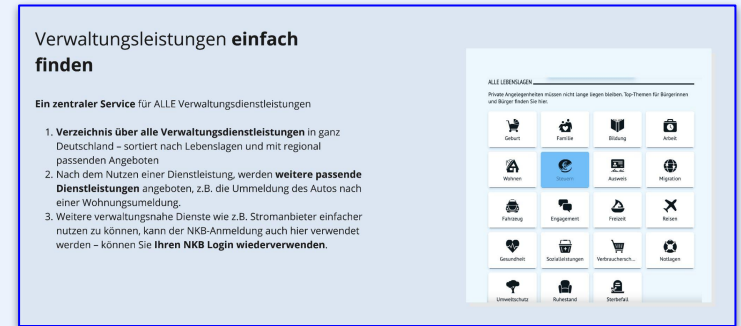 Verwaltungsleistungen einfach
finden
Ein zentraler Service für ALLE Verwaltungsdienstleistungen
1. Verzeichnis über alle Verwaltungsdienstleistungen in ganz
Deutschland – sortiert nach Lebenslagen und mit regional
passenden Angeboten
2. Nach dem Nutzen einer Dienstleistung, werden weitere passende
Dienstleistungen angeboten, z.B. die Ummeldung des Autos nach
einer Wohnungsumeldung.
3. Weitere verwaltungsnahe Dienste wie z.B. Stromanbieter einfacher
nutzen zu können, kann der NKB-Anmeldung auch hier verwendet
werden – können Sie Ihren NKB Login wiederverwenden.
ALLE LEBENSLAGEN
Private Angelegenheiten müssen nicht lange liegen bleiben. Top-Themen für Bürgerinnen
und Bürger finden Sie hier.
Geburt Familie Bildung Arbeit
Wohnen Steuern Ausweis Migration
Fahrzeug Engagement Freizeit Reisen
Gesundheit Sozialleistungen Verbrauchersch... Notlagen
Umweltschutz Ruhestand Sterbefall